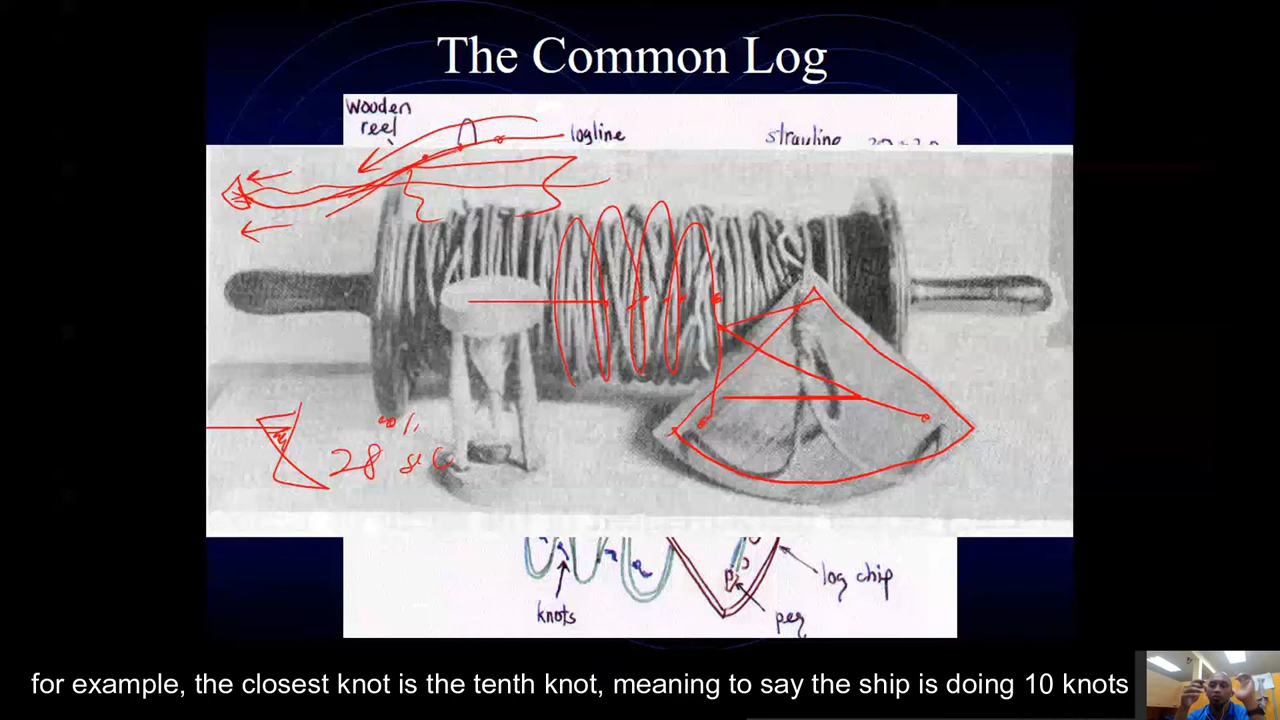 The Common Log
wooden
reel
logline
strayline
28 sec
knots
log chip
peg
for example, the closest knot is the tenth knot, meaning to say the ship is doing 10 knots